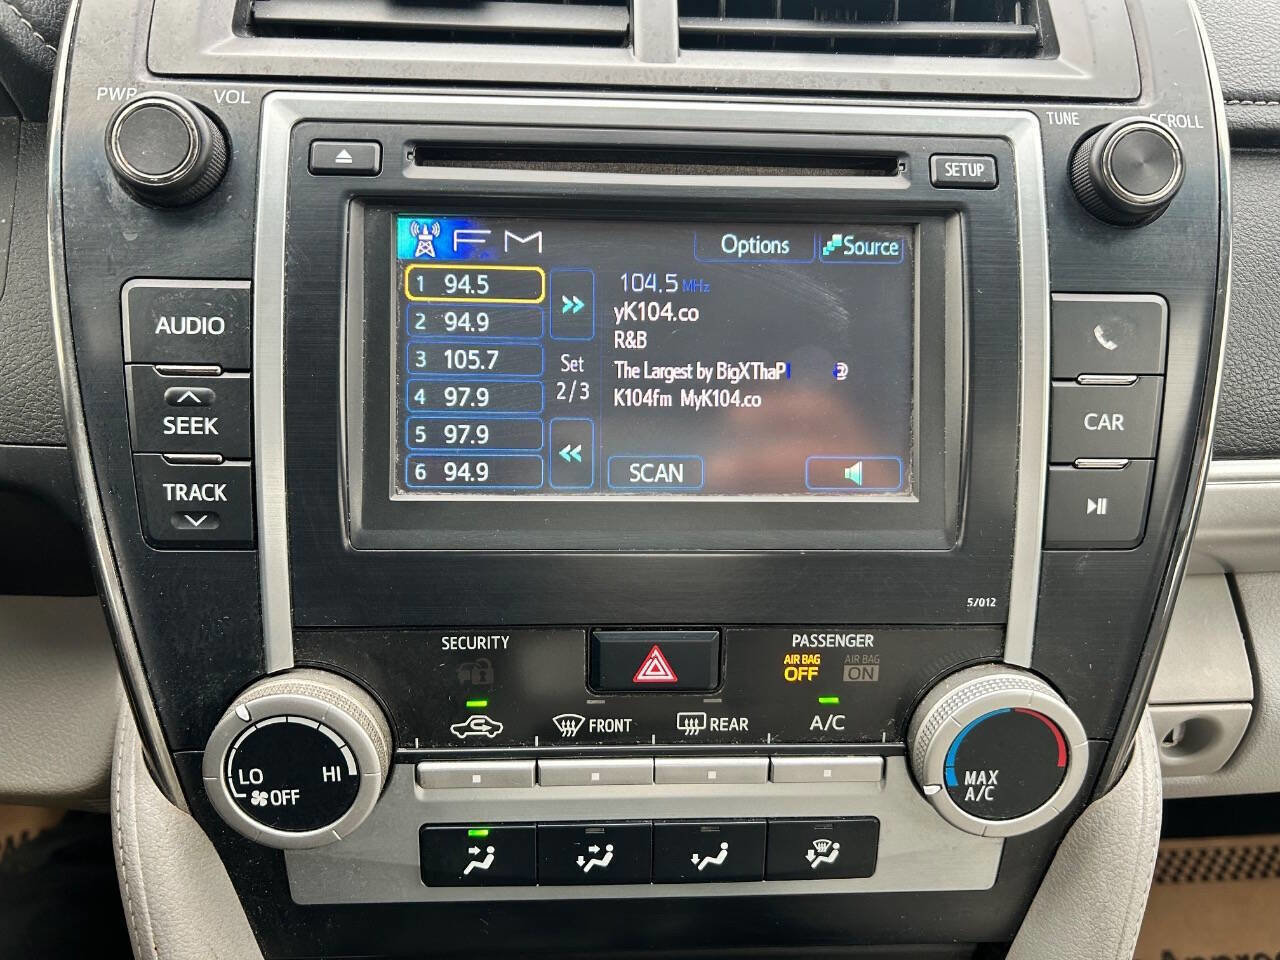 PWR VOL
TUNE SCROLL
SETUP
AUDIO
SEEK
TRACK
FM
Options
Source
1 94.5
2 94.9
3 105.7
4 97.9
5 97.9
6 94.9
Set
2/3
104.5 MHz
yK104.co
R&B
The Largest by BigXThaP @
K104fm MyK104.co
SCAN
CAR
57012
SECURITY
PASSENGER
AIR BAG
OFF
AIR BAG
ON
FRONT
REAR
A/C
LO HI
OFF
MAX
A/C